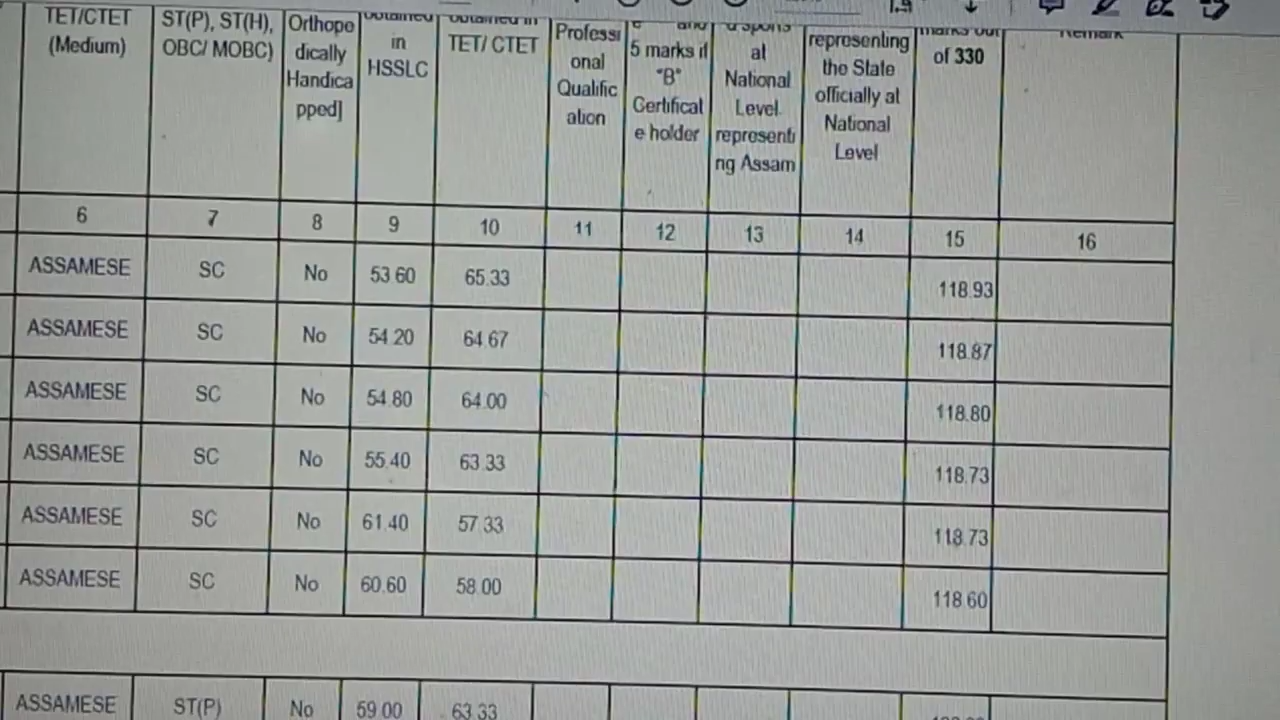 TET/CTET
(Medium)
ST(P), ST(H),
OBC/ MOBC)
Orthope
dically
Handica
pped]
obtained
in
HSSLC
obtained in
TET/ CTET
Professi
onal
Qualific
ation
e and
5 marks if
"B"
Certificat
e holder
d sports
at
National
Level
representi
ng Assam
representing
the State
officially at
National
Level
marks out
of 330
Remark
6 7 8 9 10 11 12 13 14 15 16
ASSAMESE SC No 53.60 65.33 118.93
ASSAMESE SC No 54.20 64.67 118.87
ASSAMESE SC No 54.80 64.00 118.80
ASSAMESE SC No 55.40 63.33 118.73
ASSAMESE SC No 61.40 57.33 118.73
ASSAMESE SC No 60.60 58.00 118.60
ASSAMESE ST(P) No 59.00 63.33